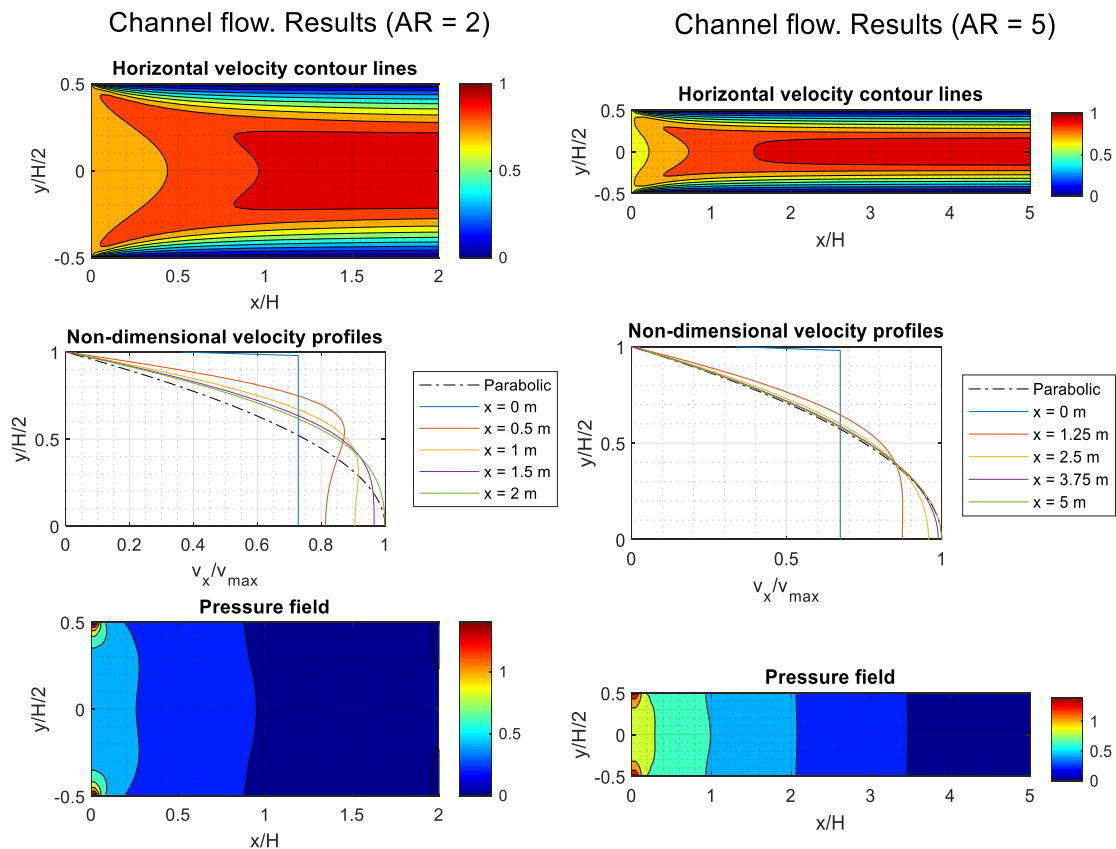 Channel flow. Results (AR = 2)
Horizontal velocity contour lines
0.5
0
-0.5
y/H/2
0
0.5
1
1.5
2
x/H
1
0.5
0
Non-dimensional velocity profiles
1
0.5
0
y/H/2
0
0.2
0.4
0.6
0.8
1
vx/vmax
Parabolic
x = 0 m
x = 0.5 m
x = 1 m
x = 1.5 m
x = 2 m
Pressure field
0.5
0
-0.5
y/H/2
0
0.5
1
1.5
2
x/H
1
0.5
0
Channel flow. Results (AR = 5)
Horizontal velocity contour lines
0.5
0
-0.5
y/H/2
0
1
2
3
4
5
x/H
1
0.5
0
Non-dimensional velocity profiles
1
0.5
0
y/H/2
0
0.5
1
vx/vmax
Parabolic
x = 0 m
x = 1.25 m
x = 2.5 m
x = 3.75 m
x = 5 m
Pressure field
0.5
0
-0.5
y/H/2
0
1
2
3
4
5
x/H
1
0.5
0